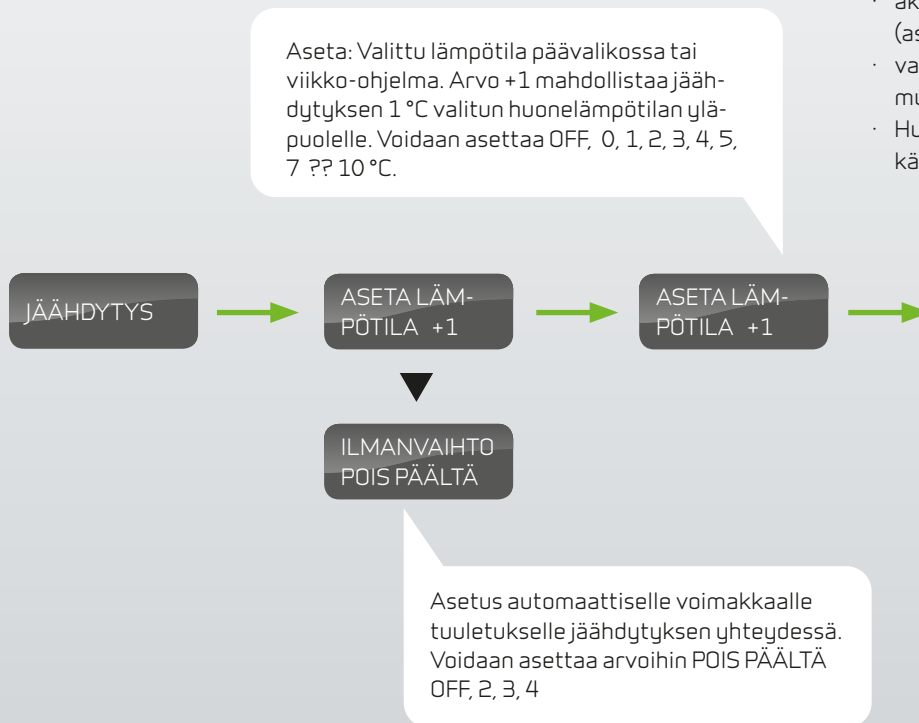 Aseta: Valittu lämpötila päävalikossa tai
viikko-ohjelma. Arvo +1 mahdollistaa jääh-
dytyksen 1 °C valitun huonelämpötilan ylä-
puolelle. Voidaan asettaa OFF, 0, 1, 2, 3, 4, 5,
7 ?? 10 °C.
JÄÄHDYTYS
ASETA LÄM-
PÖTILA +1
ASETA LÄM-
PÖTILA +1
ILMANVAIHTO
POIS PÄÄLTÄ
Asetus automaattiselle voimakkaalle
tuuletukselle jäähdytyksen yhteydessä.
Voidaan asettaa arvoihin POIS PÄÄLTÄ
OFF, 2, 3, 4